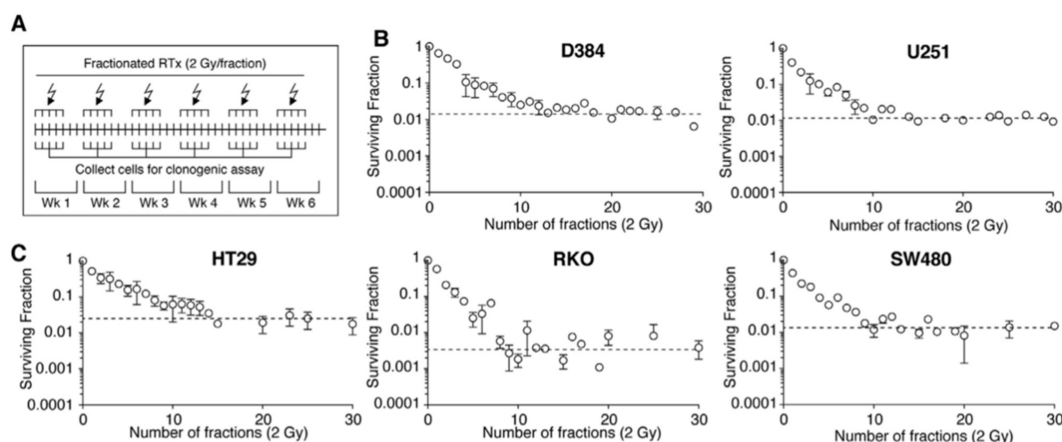 A
Fractionated RTx (2 Gy/fraction)
Collect cells for clonogenic assay
Wk 1 Wk 2 Wk 3 Wk 4 Wk 5 Wk 6
B
D384
Surviving Fraction
1
0.1
0.01
0.001
0.0001
0 10 20 30
Number of fractions (2 Gy)
U251
Surviving Fraction
1
0.1
0.01
0.001
0.0001
0 10 20 30
Number of fractions (2 Gy)
C
HT29
Surviving Fraction
1
0.1
0.01
0.001
0.0001
0 10 20 30
Number of fractions (2 Gy)
RKO
Surviving Fraction
1
0.1
0.01
0.001
0.0001
0 10 20 30
Number of fractions (2 Gy)
SW480
Surviving Fraction
1
0.1
0.01
0.001
0.0001
0 10 20 30
Number of fractions (2 Gy)